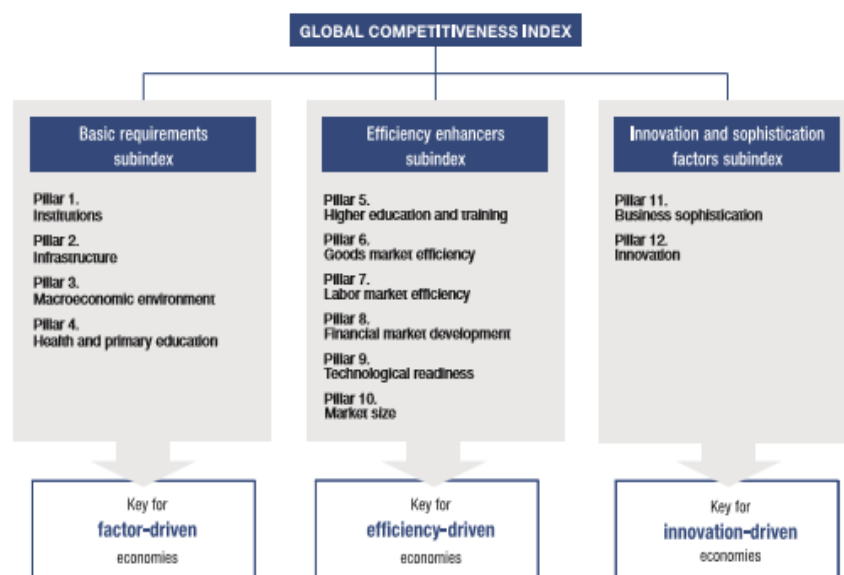 GLOBAL COMPETITIVENESS INDEX
Basic requirements
subindex
Pillar 1.
Institutions
Pillar 2.
Infrastructure
Pillar 3.
Macroeconomic environment
Pillar 4.
Health and primary education
Key for
factor-driven
economies
Efficiency enhancers
subindex
Pillar 5.
Higher education and training
Pillar 6.
Goods market efficiency
Pillar 7.
Labor market efficiency
Pillar 8.
Financial market development
Pillar 9.
Technological readiness
Pillar 10.
Market size
Key for
efficiency-driven
economies
Innovation and sophistication
factors subindex
Pillar 11.
Business sophistication
Pillar 12.
Innovation
Key for
innovation-driven
economies